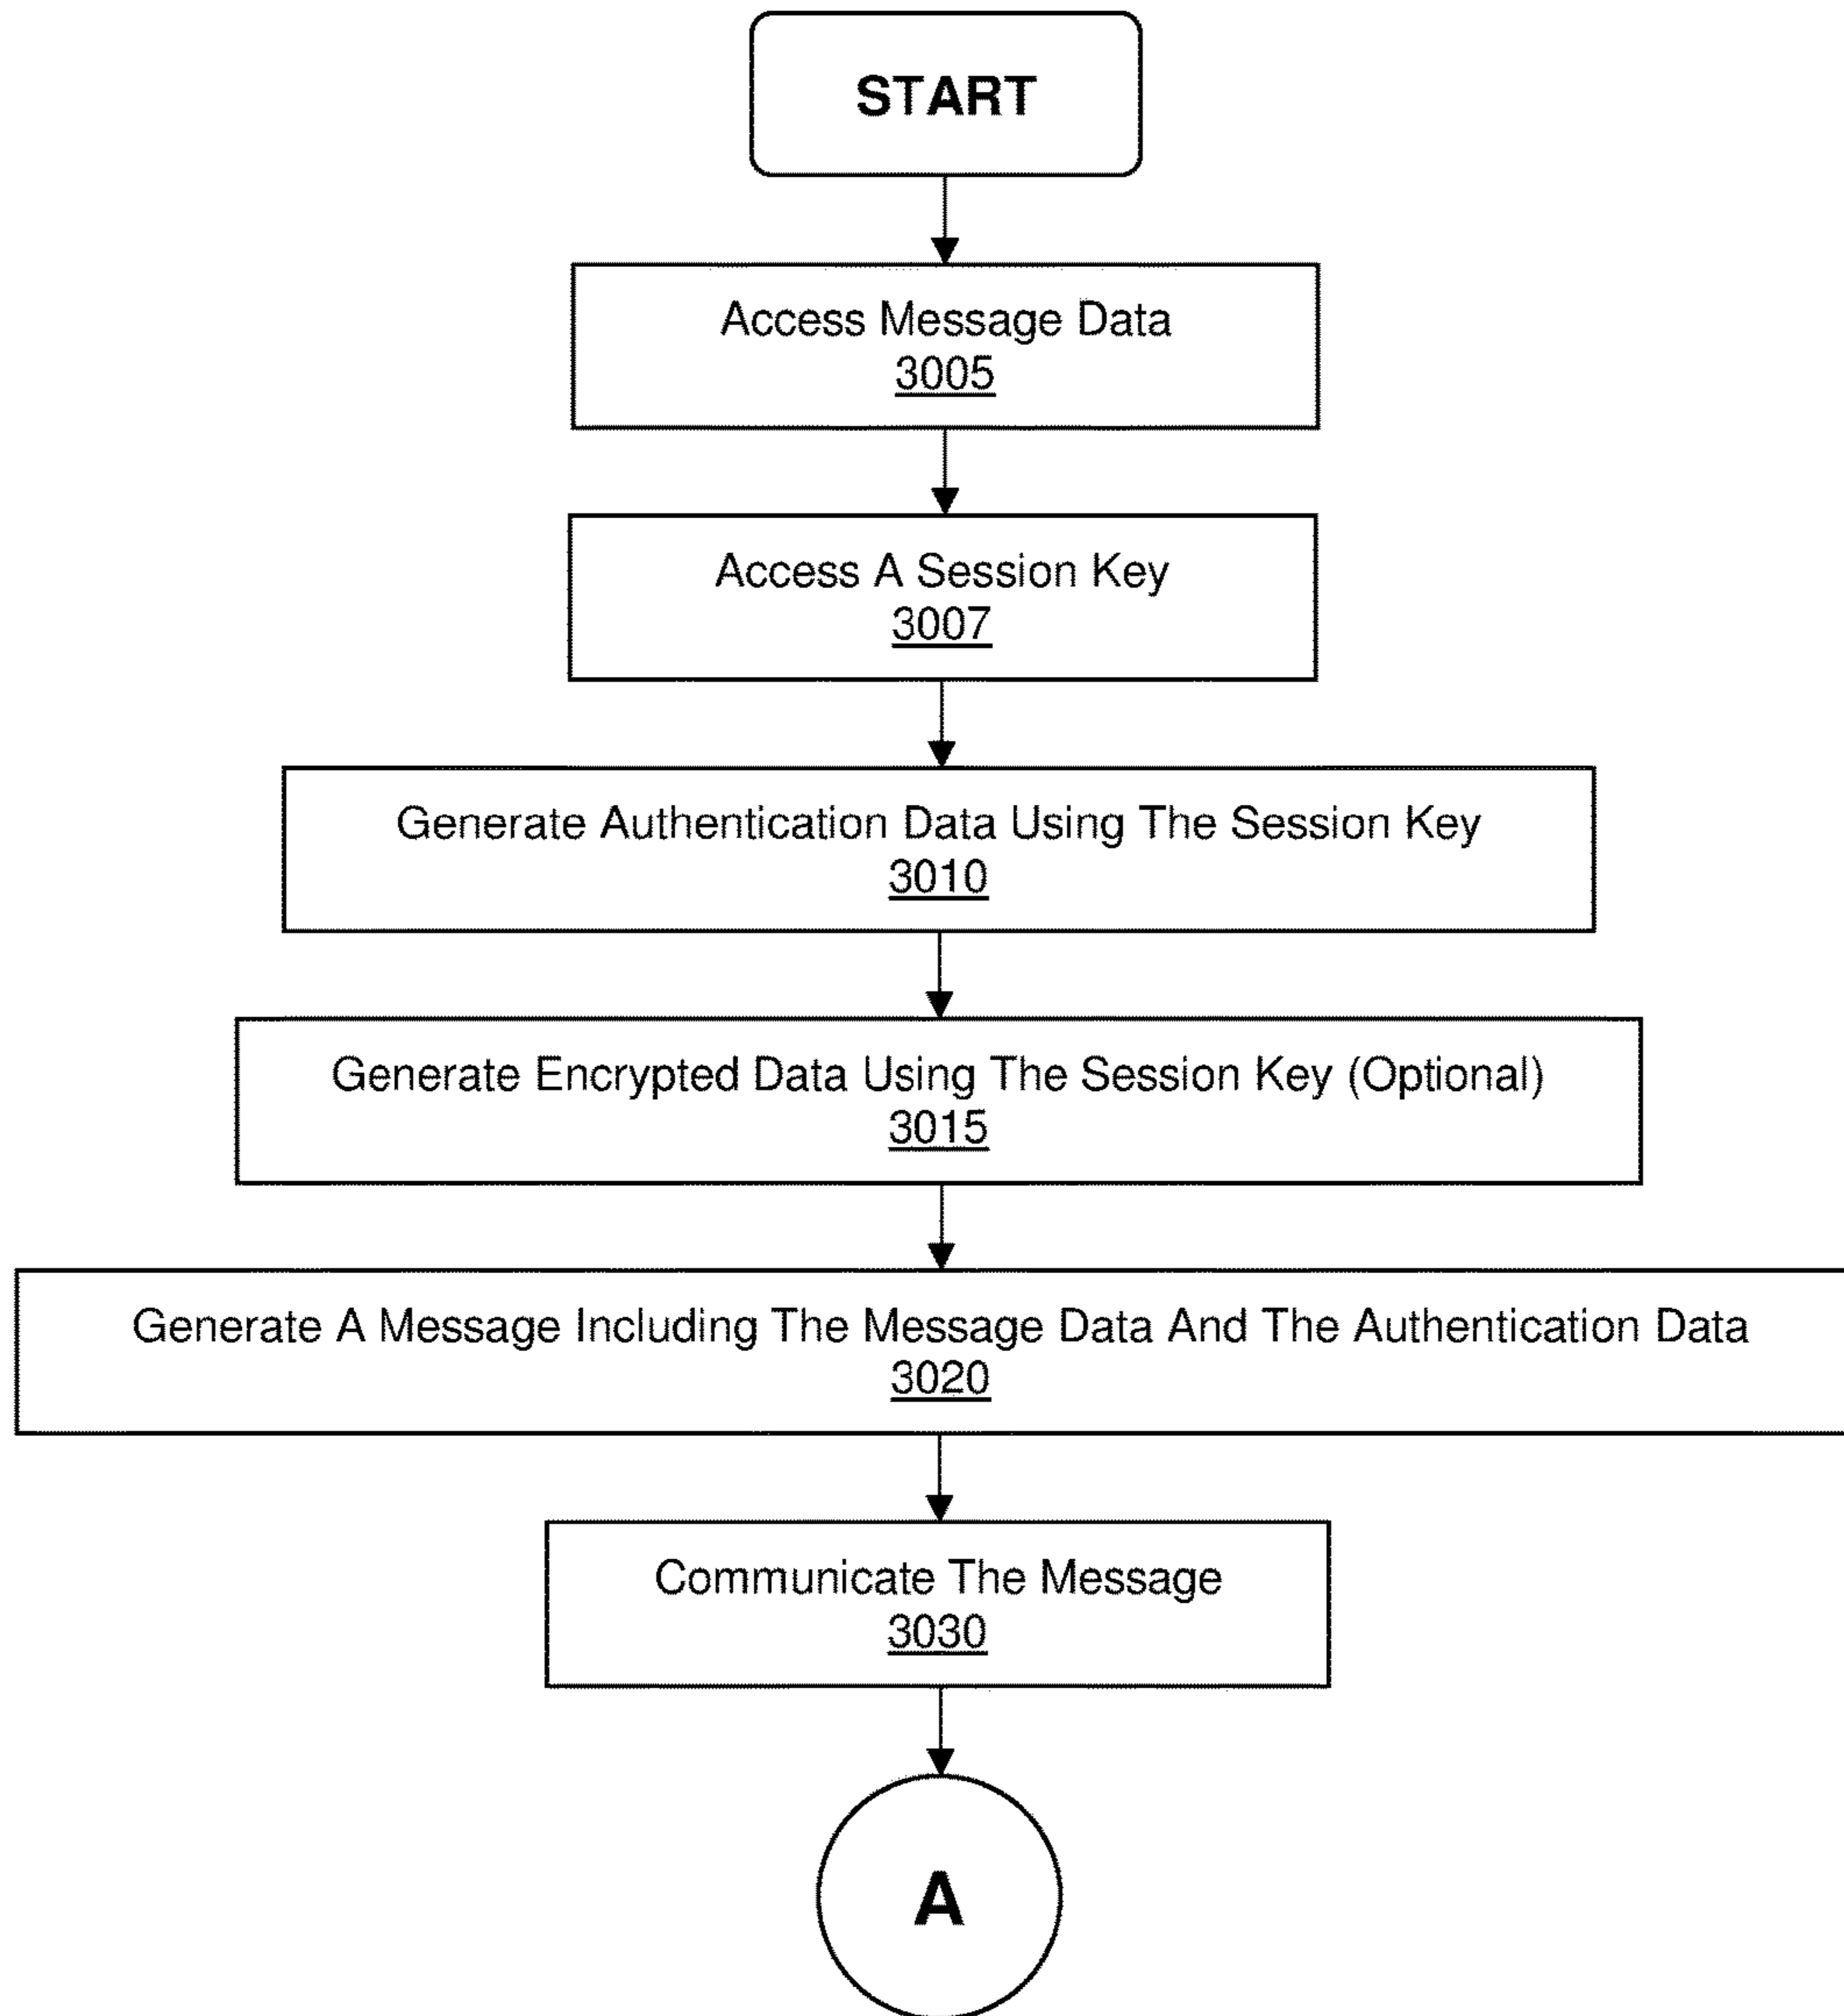 START
Access Message Data
3005
Access A Session Key
3007
Generate Authentication Data Using The Session Key
3010
Generate Encrypted Data Using The Session Key (Optional)
3015
Generate A Message Including The Message Data And The Authentication Data
3020
Communicate The Message
3030
A